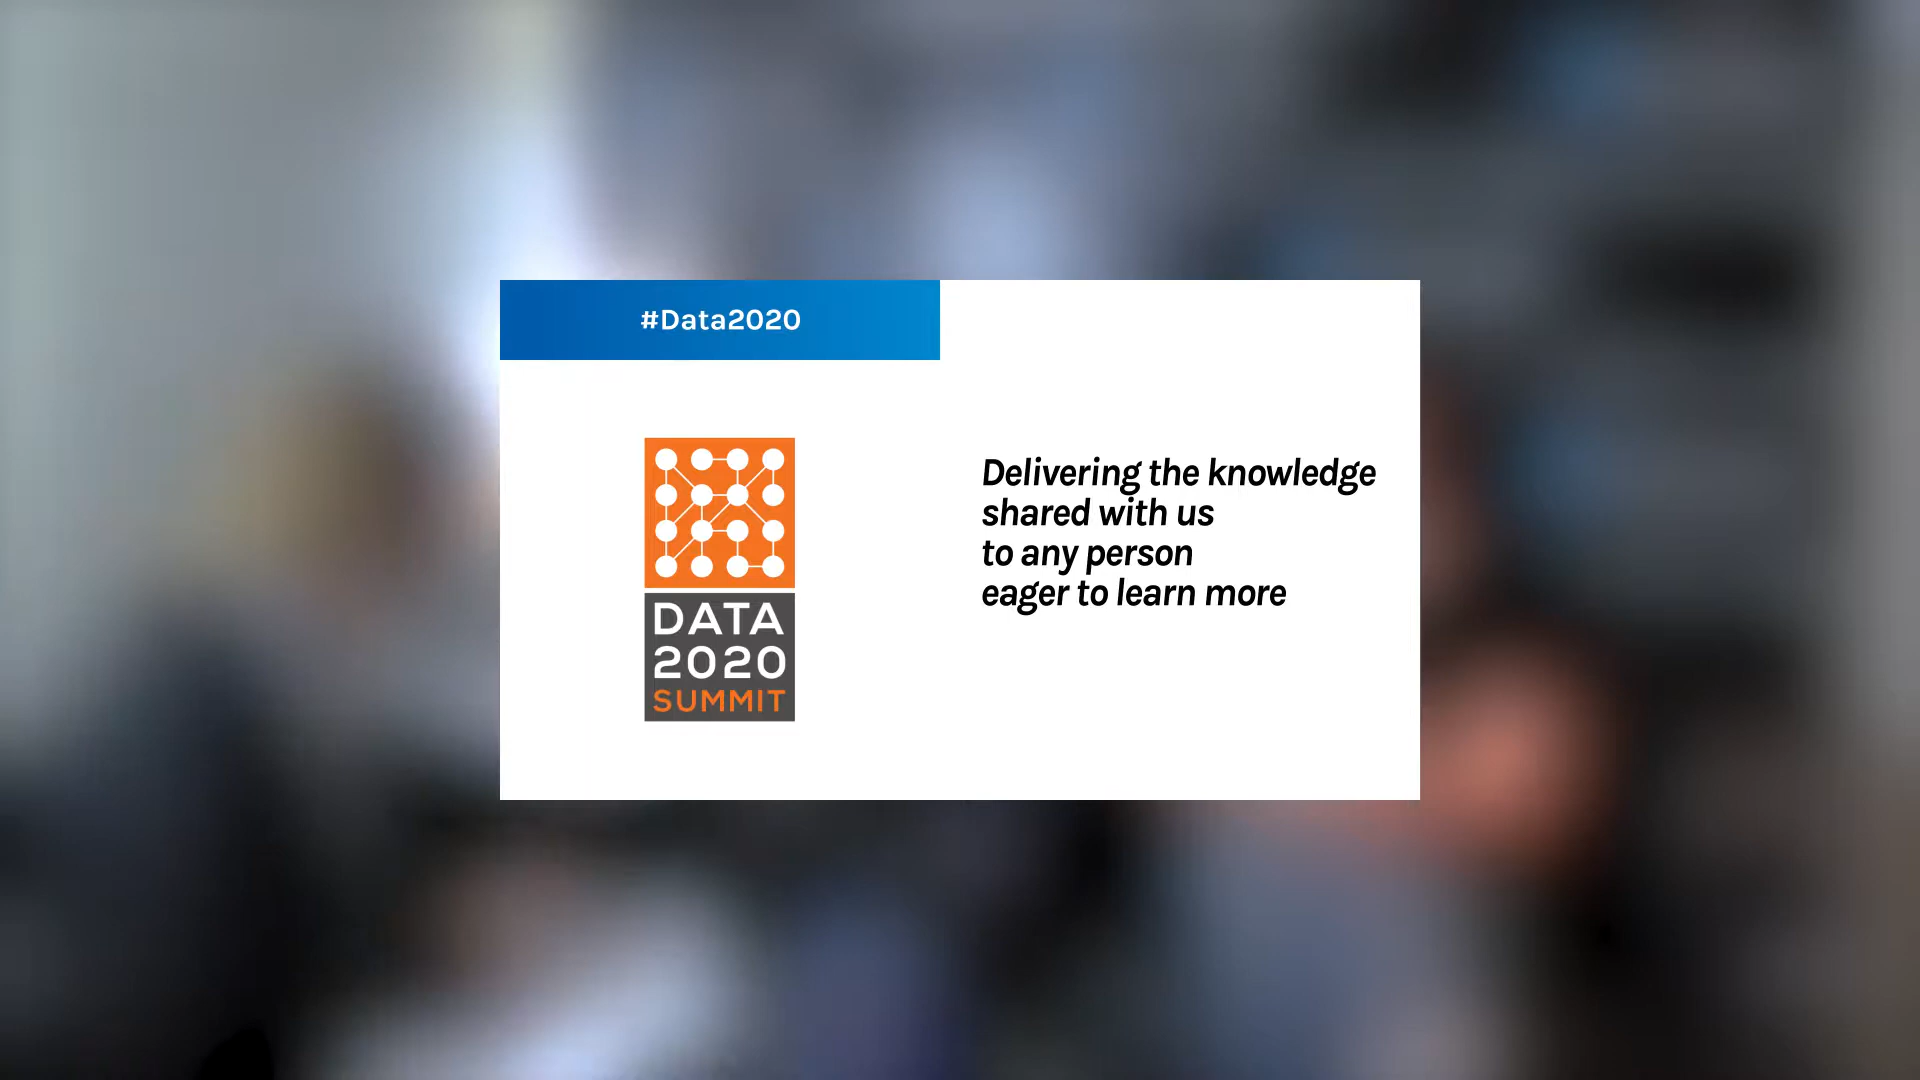 #Data2020
DATA
2020
SUMMIT
Delivering the knowledge
shared with us
to any person
eager to learn more